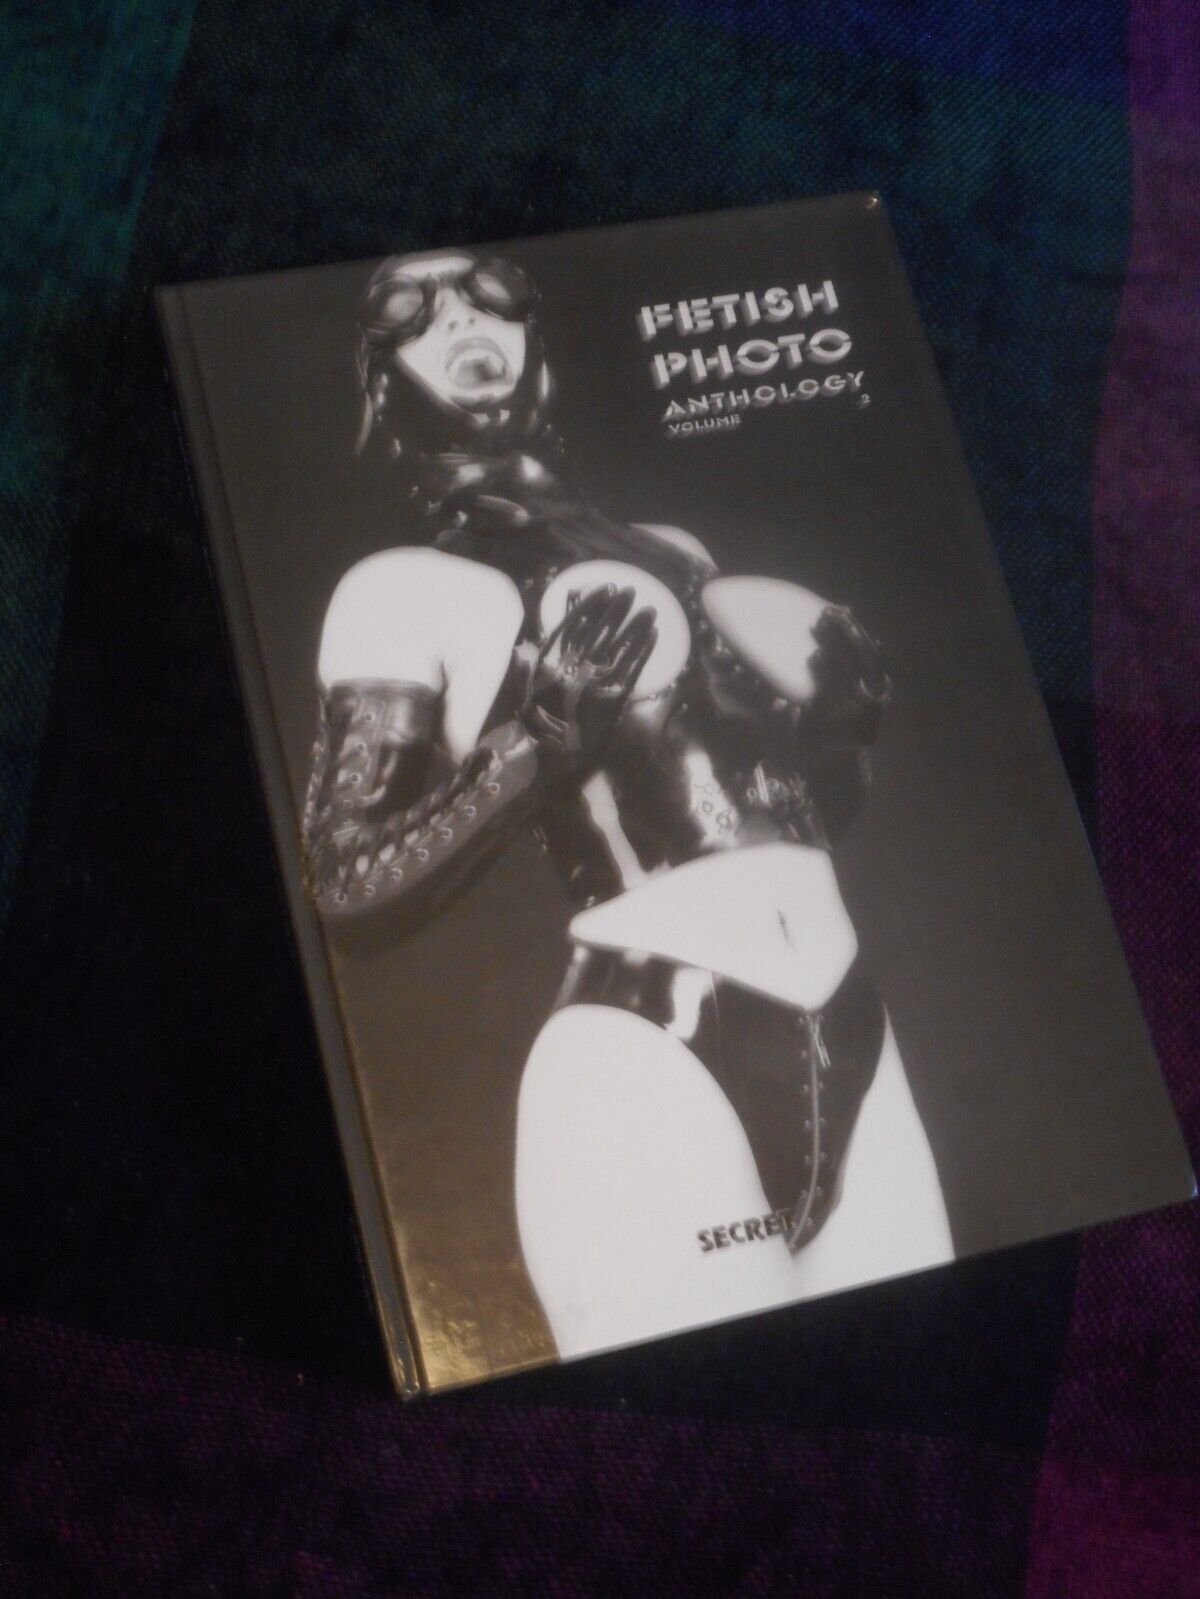 FETISH
PHOTO
ANTHOLOGY
VOLUME 2
SECRET